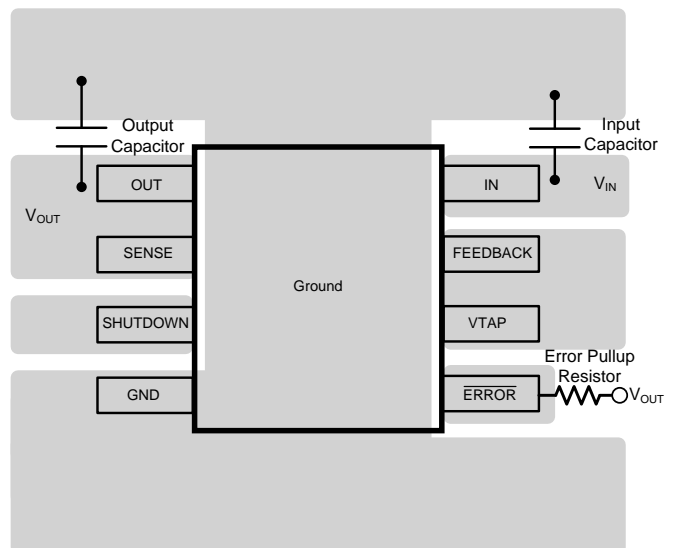 Output
Capacitor
Input
Capacitor
OUT
IN
VIN
VOUT
SENSE
FEEDBACK
Ground
SHUTDOWN
VTAP
Error Pullup
Resistor
GND
ERROR
VOUT